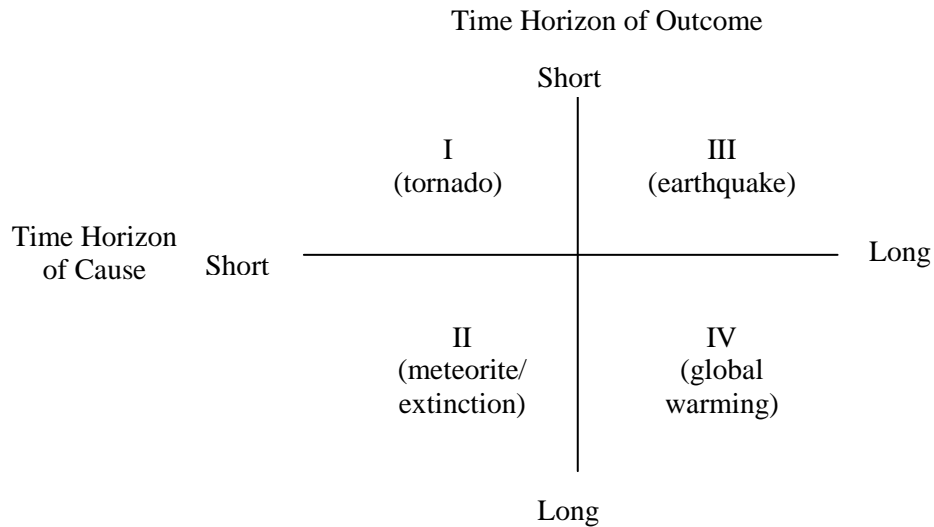 Time Horizon of Outcome
Short
I
(tornado)
III
(earthquake)
Time Horizon
of Cause
Short
Long
II
(meteorite/
extinction)
IV
(global
warming)
Long